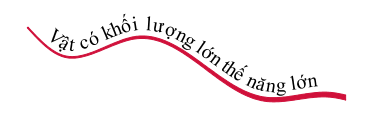 Vật có khối lượng lớn thế năng lớn